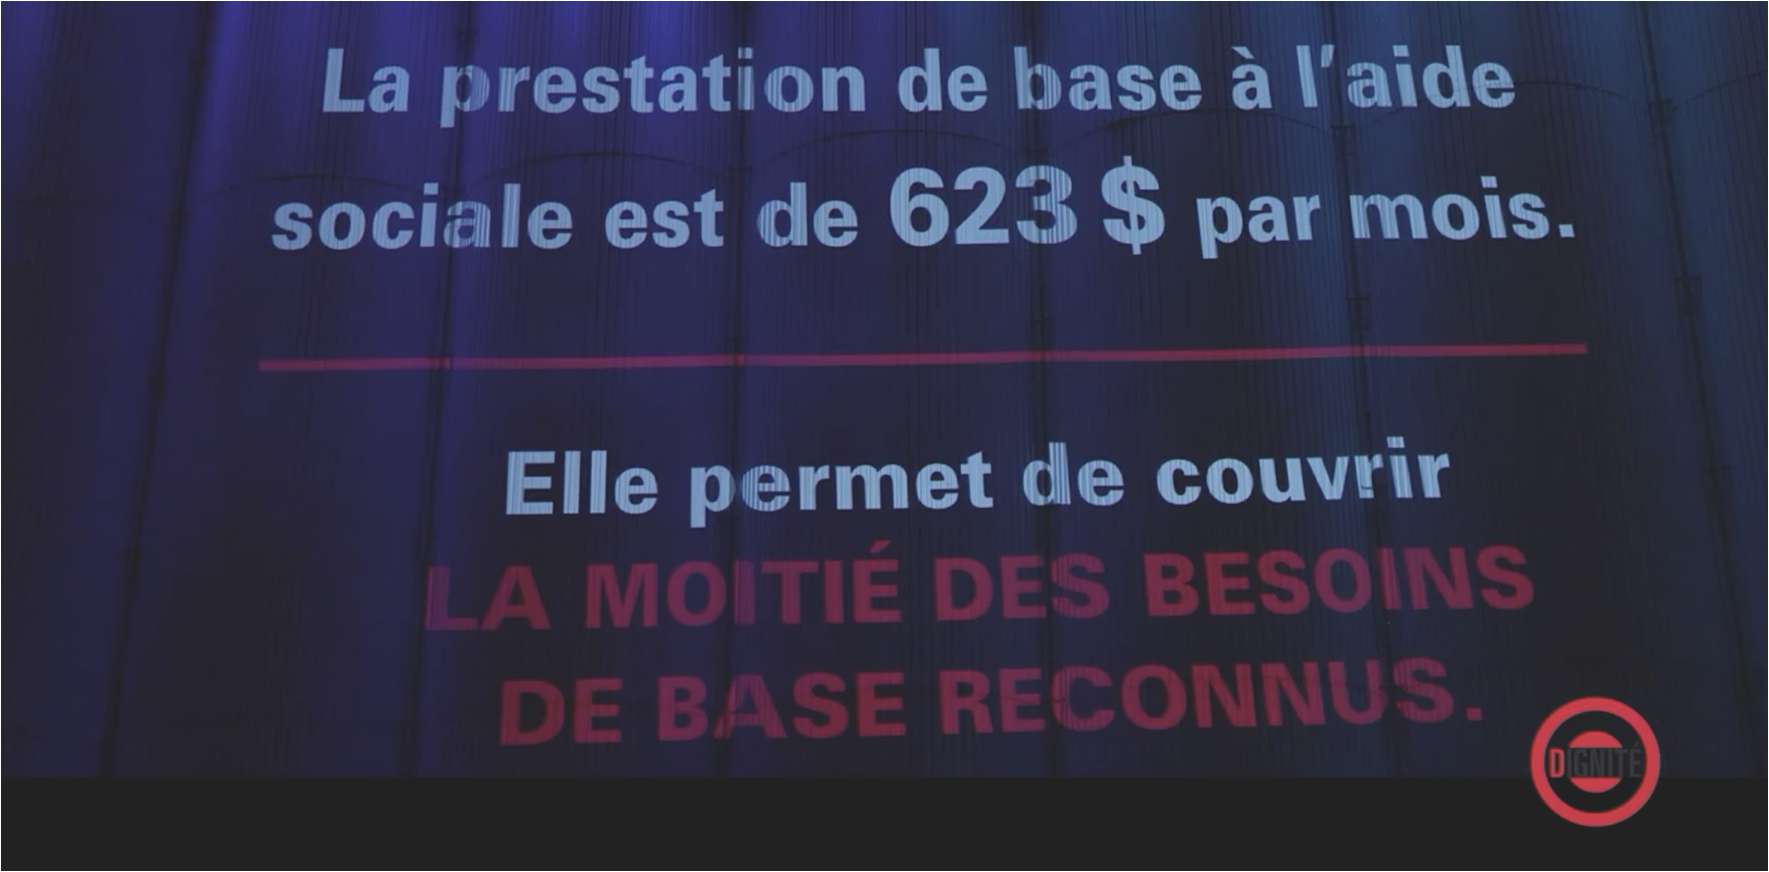 La prestation de base à l'aide
sociale est de 623 $ par mois.
Elle permet de couvrir
LA MOITIÉ DES BESOINS
DE BASE RECONNUS.
DIGNITÉ